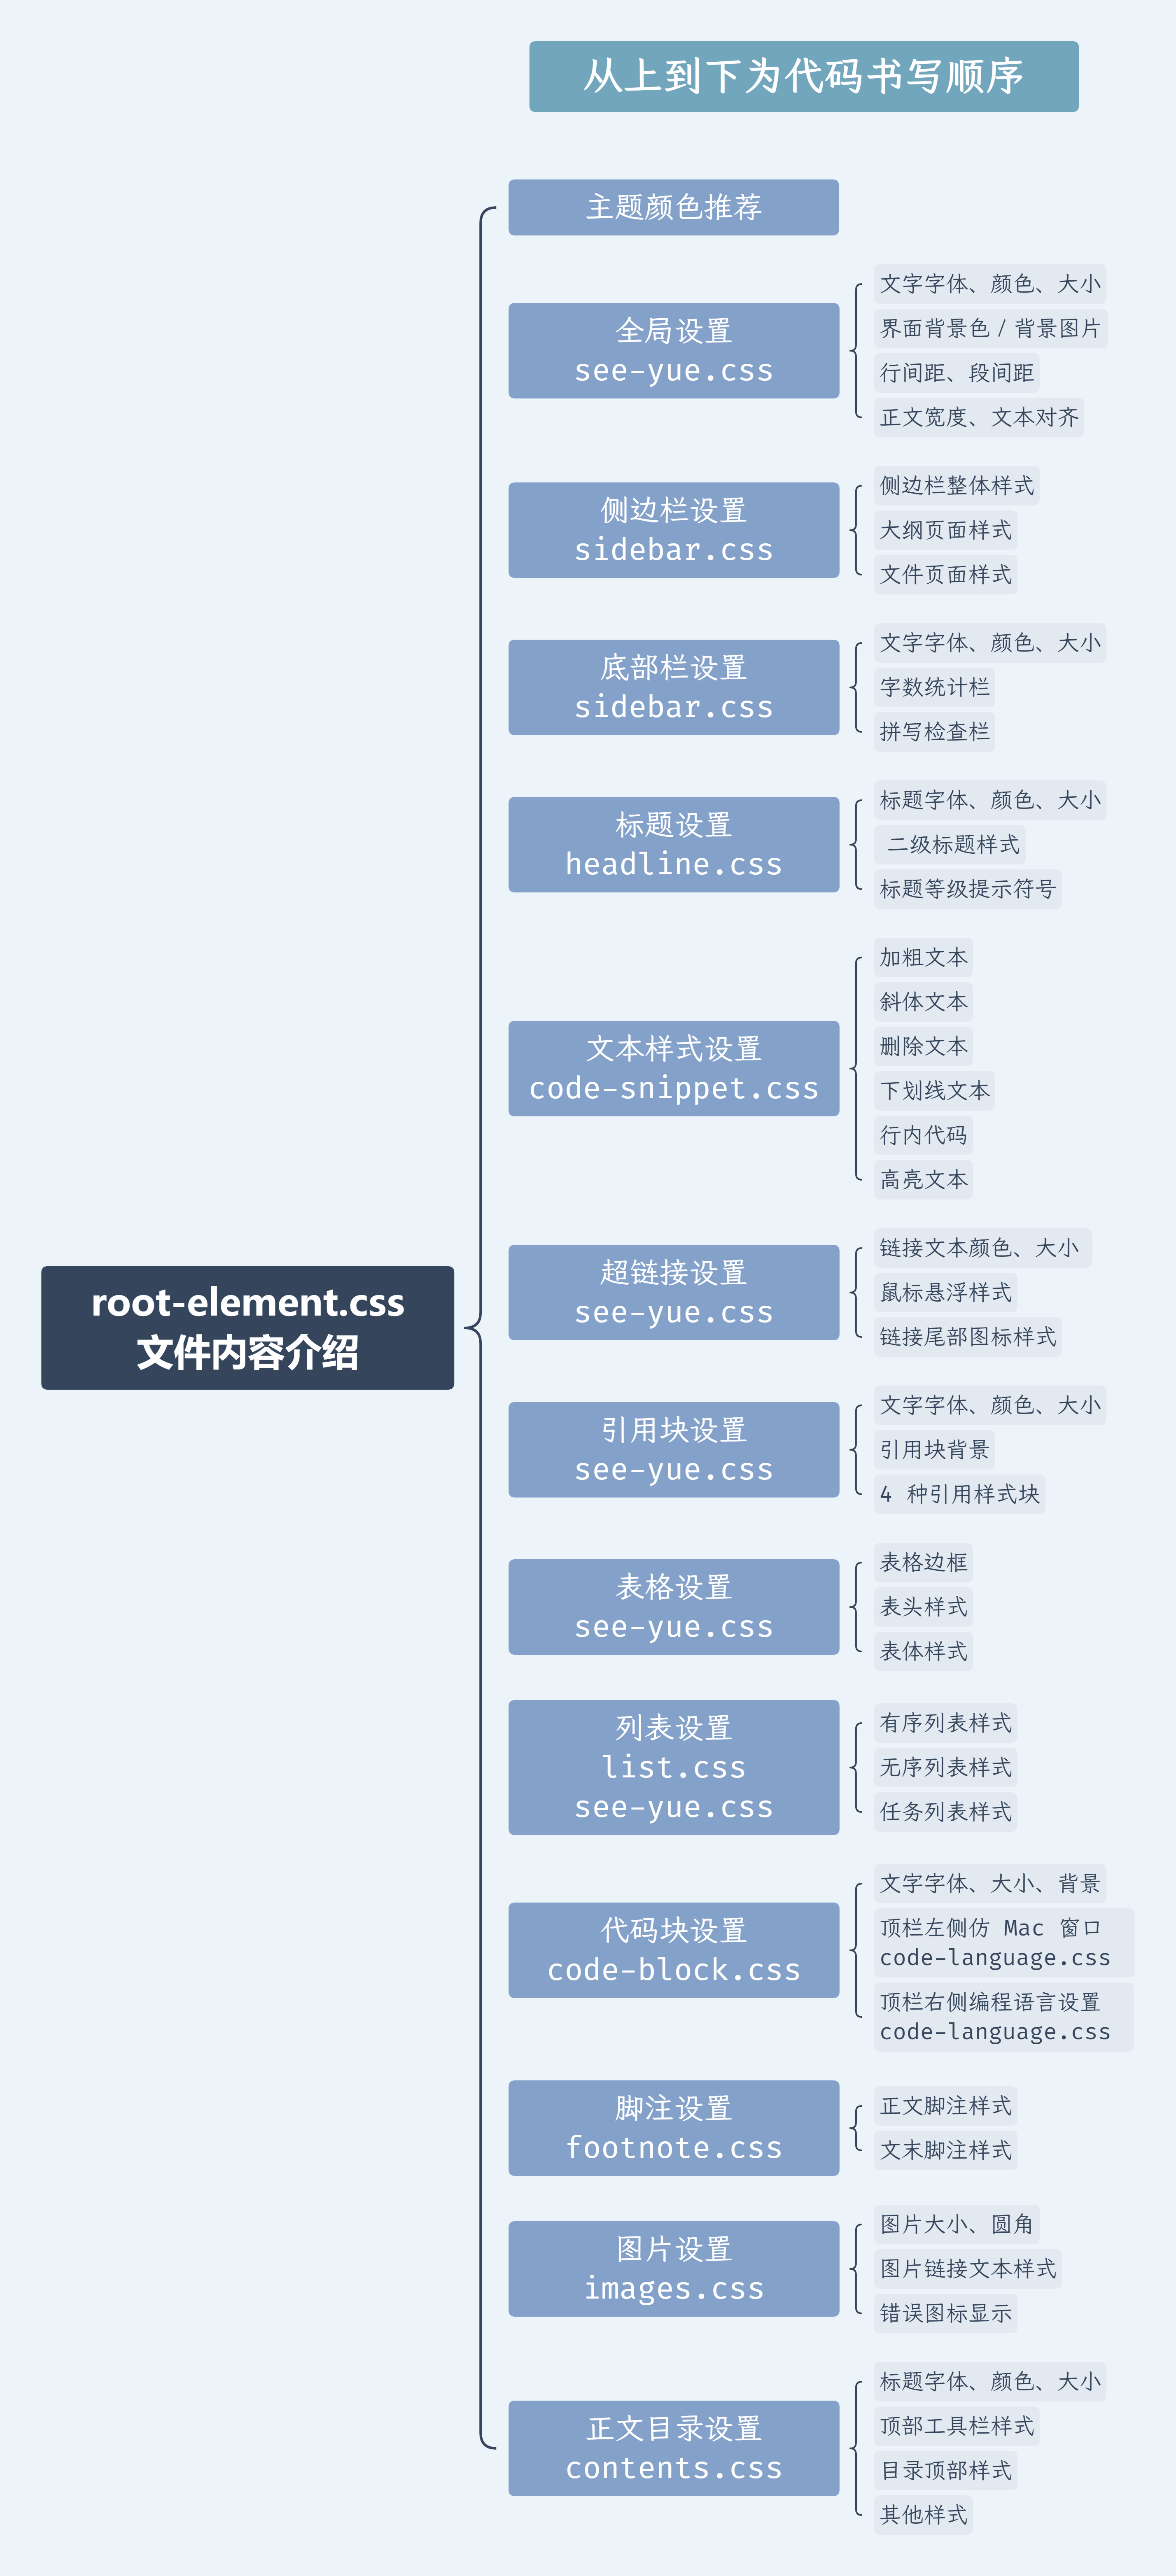 从上到下为代码书写顺序
root-element.css
文件内容介绍
主题颜色推荐
全局设置
see-yue.css
文字字体、颜色、大小
界面背景色 / 背景图片
行间距、段间距
正文宽度、文本对齐
侧边栏设置
sidebar.css
侧边栏整体样式
大纲页面样式
文件页面样式
底部栏设置
sidebar.css
文字字体、颜色、大小
字数统计栏
拼写检查栏
标题设置
headline.css
标题字体、颜色、大小
二级标题样式
标题等级提示符号
文本样式设置
code-snippet.css
加粗文本
斜体文本
删除文本
下划线文本
行内代码
高亮文本
超链接设置
see-yue.css
链接文本颜色、大小
鼠标悬浮样式
链接尾部图标样式
引用块设置
see-yue.css
文字字体、颜色、大小
引用块背景
4 种引用样式块
表格设置
see-yue.css
表格边框
表头样式
表体样式
列表设置
list.css
see-yue.css
有序列表样式
无序列表样式
任务列表样式
代码块设置
code-block.css
文字字体、大小、背景
顶栏左侧仿 Mac 窗口
code-language.css
顶栏右侧编程语言设置
code-language.css
脚注设置
footnote.css
正文脚注样式
文末脚注样式
图片设置
images.css
图片大小、圆角
图片链接文本样式
错误图标显示
正文目录设置
contents.css
标题字体、颜色、大小
顶部工具栏样式
目录顶部样式
其他样式